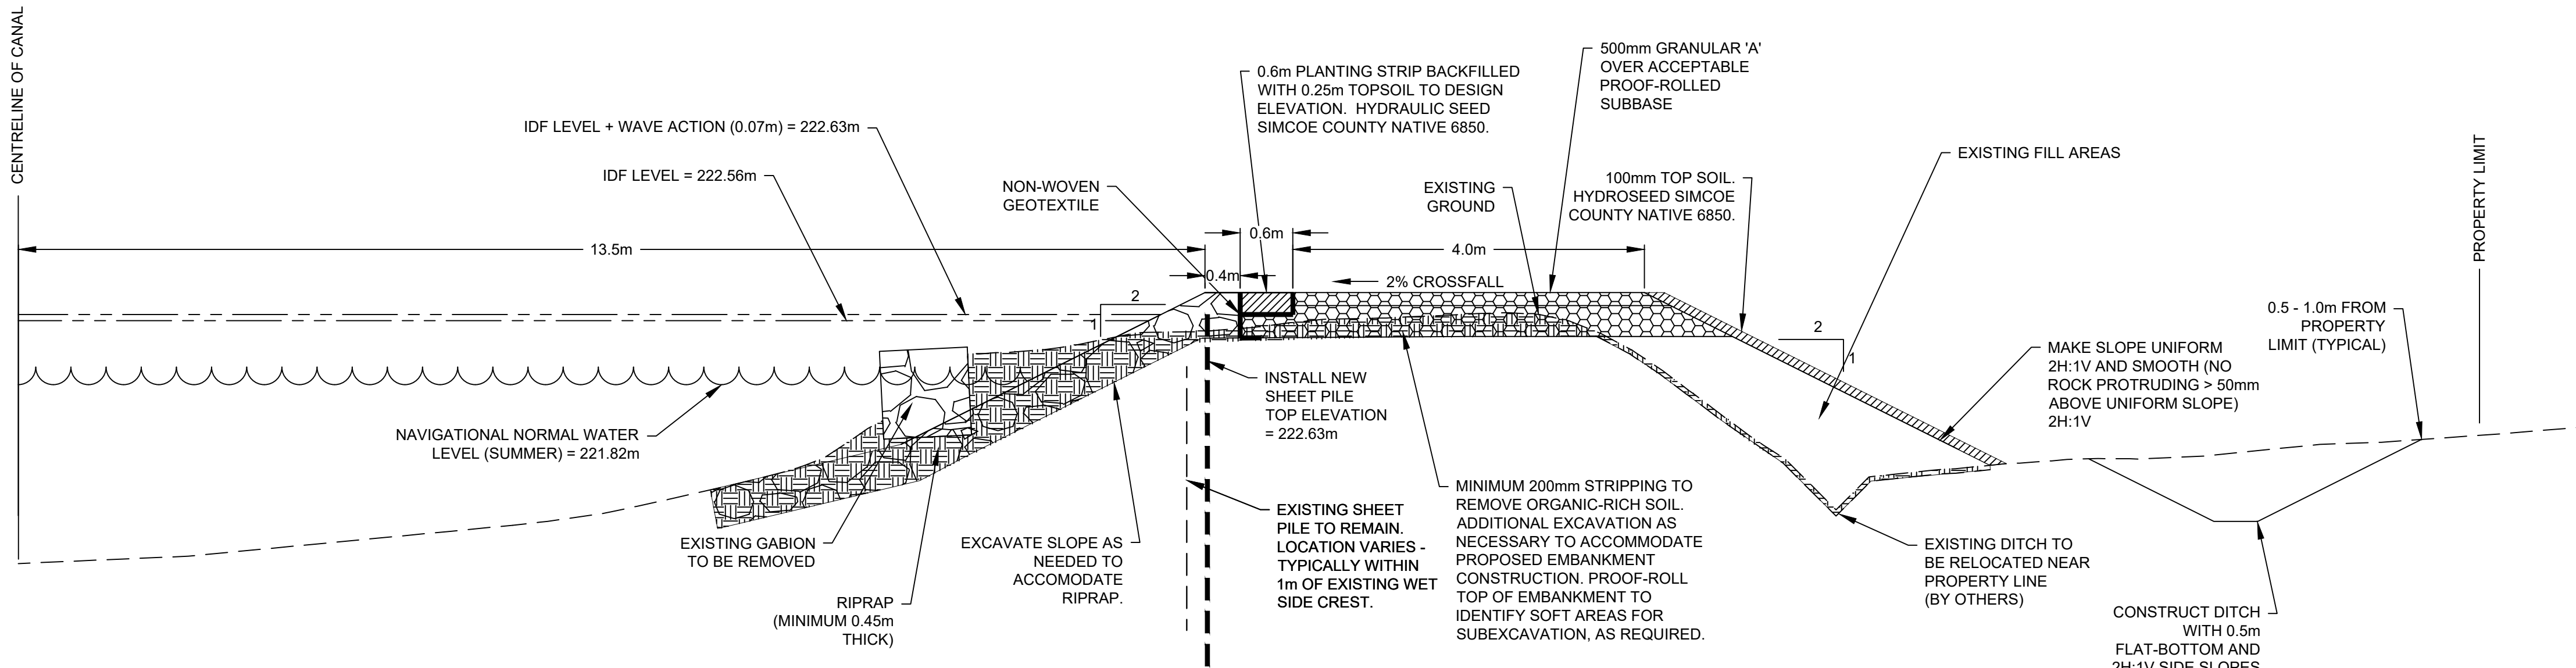 CENTRELINE OF CANAL
IDF LEVEL + WAVE ACTION (0.07m) = 222.63m
IDF LEVEL = 222.56m
13.5m
NAVIGATIONAL NORMAL WATER
LEVEL (SUMMER) = 221.82m
EXISTING GABION
TO BE REMOVED
RIPRAP
(MINIMUM 0.45m
THICK)
EXCAVATE SLOPE AS
NEEDED TO
ACCOMODATE
RIPRAP.
2
1
NON-WOVEN
GEOTEXTILE
0.4m
0.6m
0.6m PLANTING STRIP BACKFILLED
WITH 0.25m TOPSOIL TO DESIGN
ELEVATION. HYDRAULIC SEED
SIMCOE COUNTY NATIVE 6850.
EXISTING
GROUND
4.0m
2% CROSSFALL
500mm GRANULAR 'A'
OVER ACCEPTABLE
PROOF-ROLLED
SUBBASE
100mm TOP SOIL.
HYDROSEED SIMCOE
COUNTY NATIVE 6850.
INSTALL NEW
SHEET PILE
TOP ELEVATION
= 222.63m
EXISTING SHEET
PILE TO REMAIN.
LOCATION VARIES -
TYPICALLY WITHIN
1m OF EXISTING WET
SIDE CREST.
MINIMUM 200mm STRIPPING TO
REMOVE ORGANIC-RICH SOIL.
ADDITIONAL EXCAVATION AS
NECESSARY TO ACCOMMODATE
PROPOSED EMBANKMENT
CONSTRUCTION. PROOF-ROLL
TOP OF EMBANKMENT TO
IDENTIFY SOFT AREAS FOR
SUBEXCAVATION, AS REQUIRED.
EXISTING FILL AREAS
2
1
MAKE SLOPE UNIFORM
2H:1V AND SMOOTH (NO
ROCK PROTRUDING > 50mm
ABOVE UNIFORM SLOPE)
2H:1V
EXISTING DITCH TO
BE RELOCATED NEAR
PROPERTY LINE
(BY OTHERS)
0.5 - 1.0m FROM
PROPERTY
LIMIT (TYPICAL)
PROPERTY LIMIT
CONSTRUCT DITCH
WITH 0.5m
FLAT-BOTTOM AND
2H:1V SIDE SLOPES